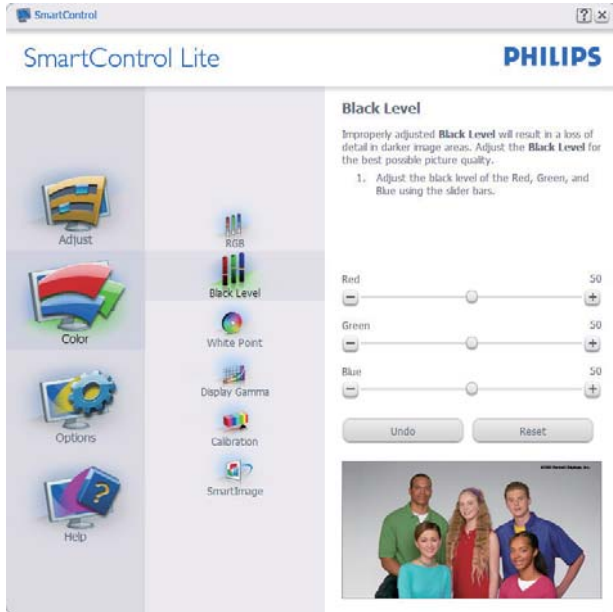 SmartControl
SmartControl Lite
PHILIPS
Adjust
Color
Options
Help
RGB
Black Level
White Point
Display Gamma
Calibration
SmartImage
Black Level
Improperly adjusted Black Level will result in a loss of
detail in darker image areas. Adjust the Black Level for
the best possible picture quality.
1. Adjust the black level of the Red, Green, and
Blue using the slider bars.
Red 50
Green 50
Blue 50
Undo Reset